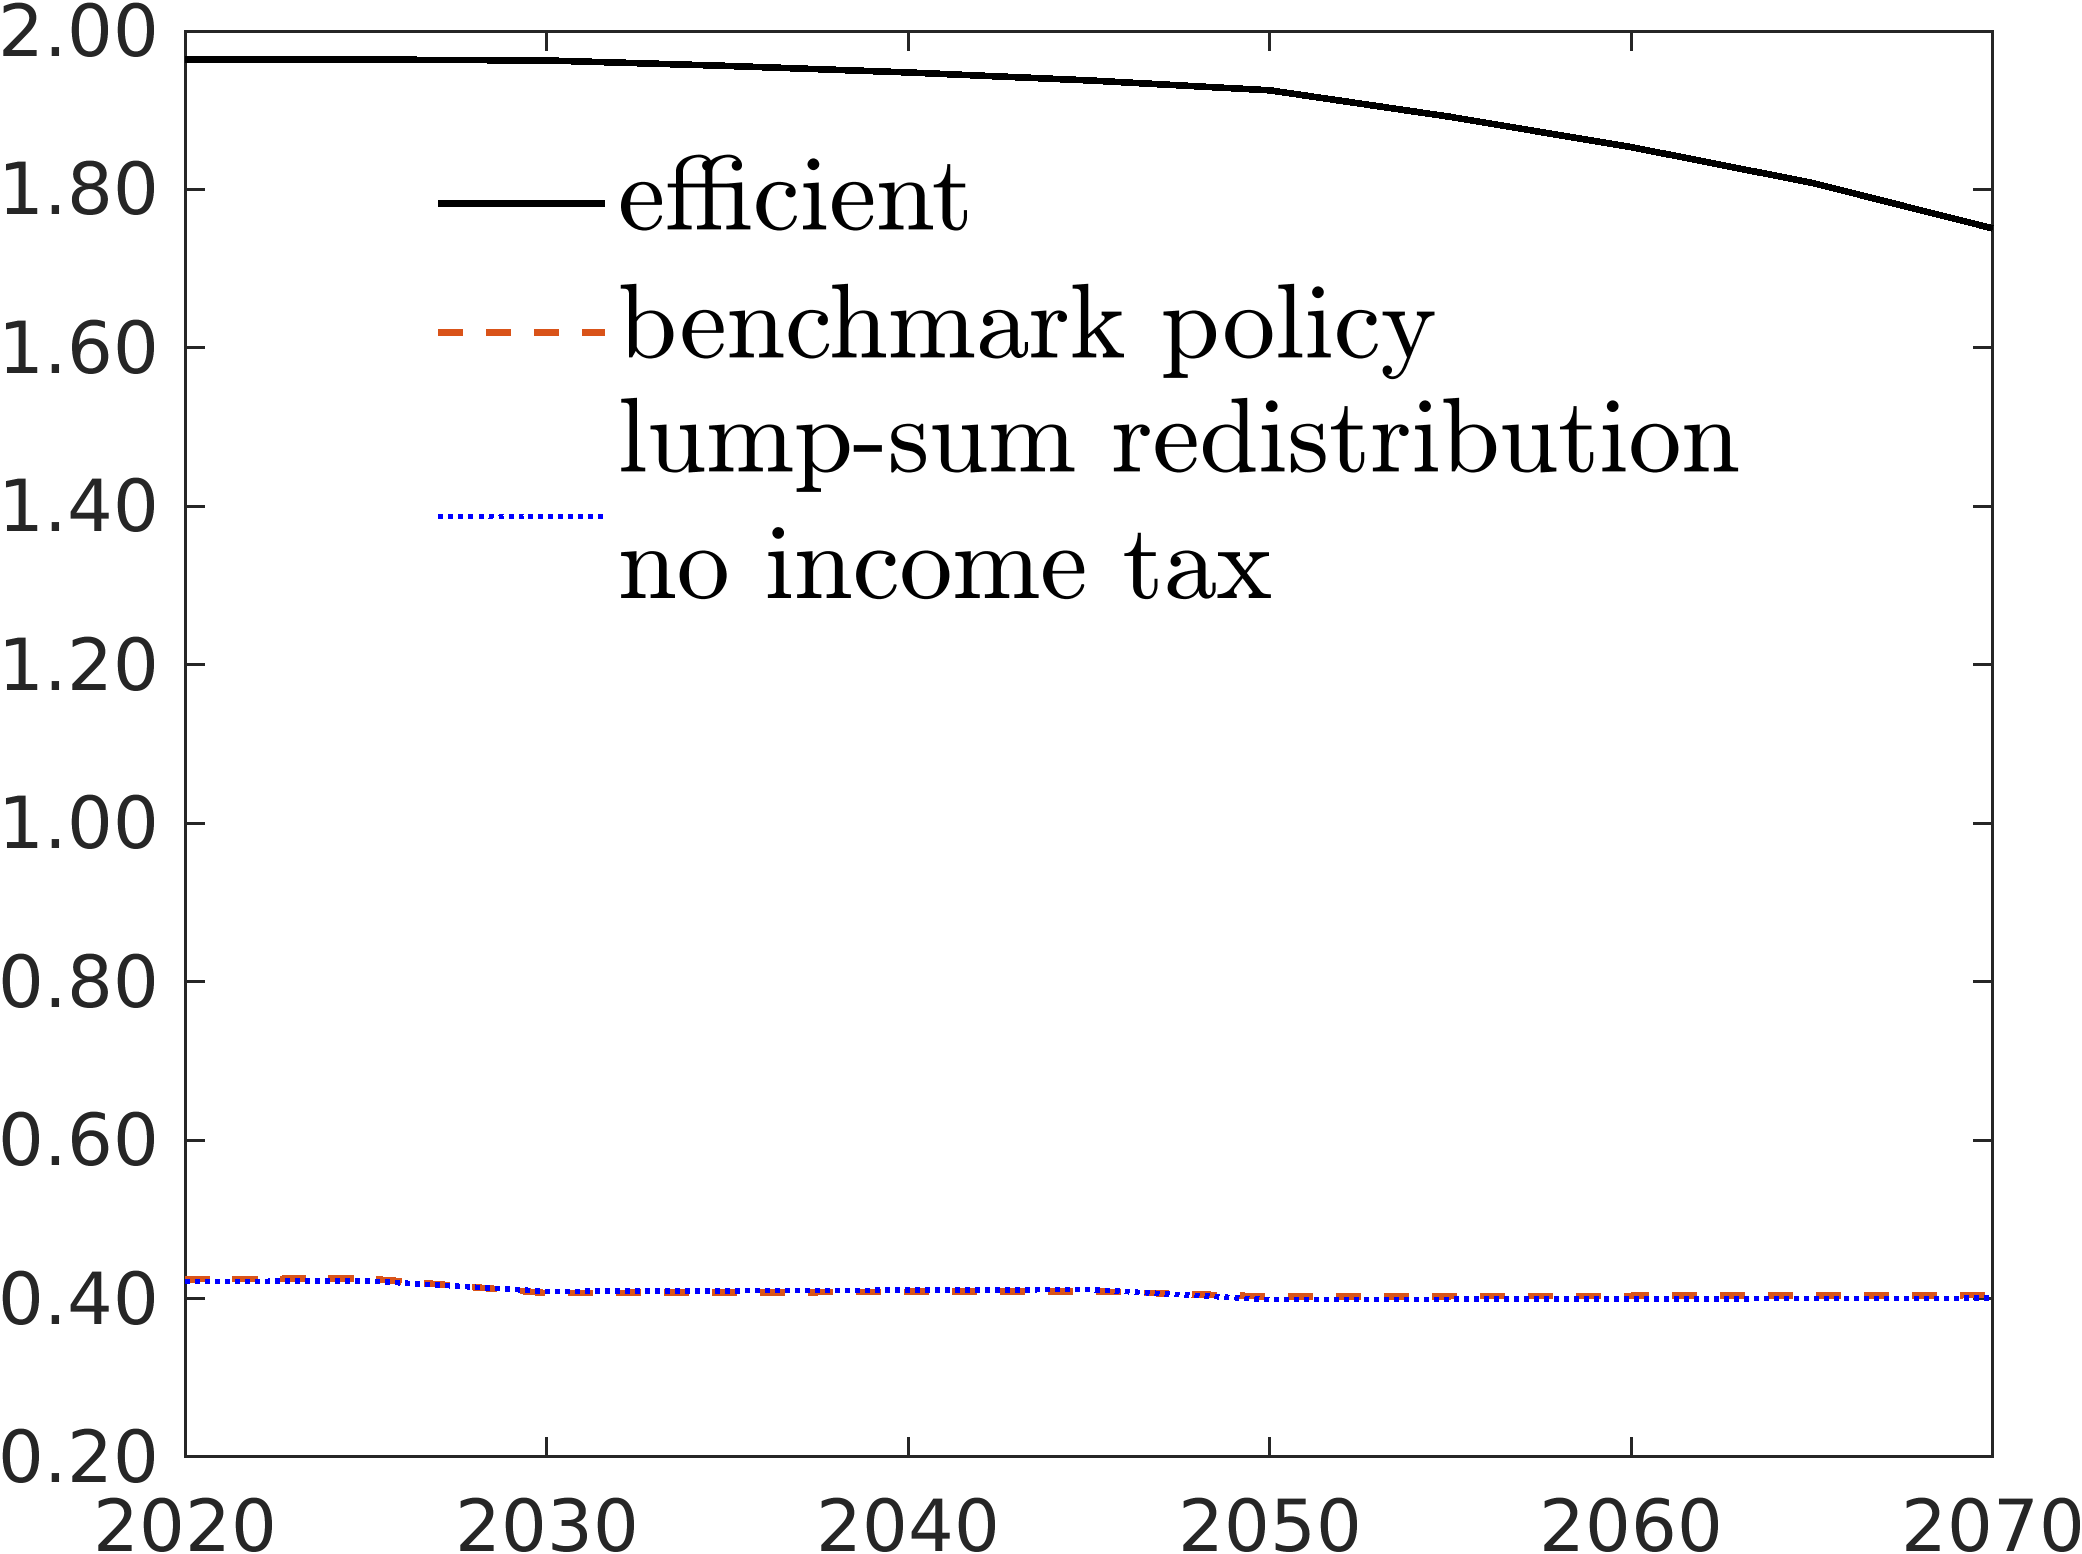 2.00
1.80
1.60
1.40
1.20
1.00
0.80
0.60
0.40
0.20
efficient
benchmark policy
lump-sum redistribution
no income tax
2020 2030 2040 2050 2060 2070